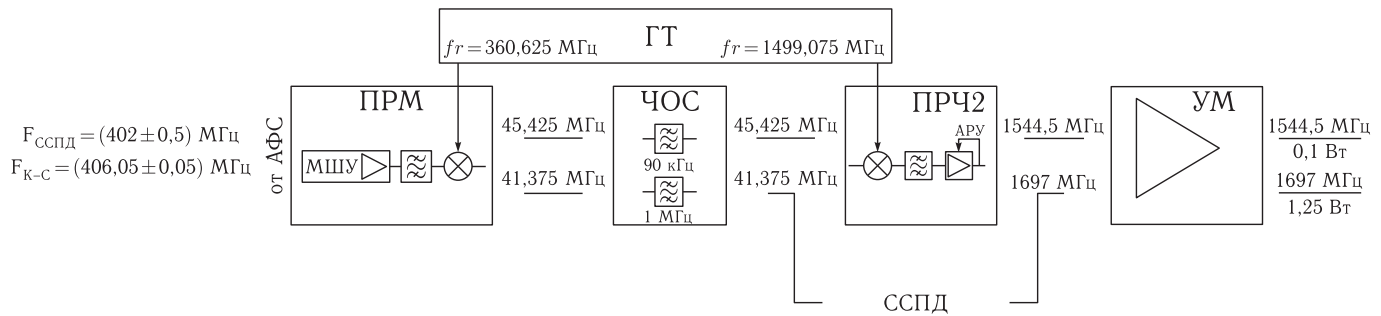 ГТ
fr=360,625 МГц
fr=1499,075 МГц
ПРМ
ЧОС
ПРЧ2
УМ
FССПД=(402±0,5) МГц
FК–С=(406,05±0,05) МГц
от АФС
МШУ
45,425 МГц
41,375 МГц
90 кГц
1 МГц
45,425 МГц
41,375 МГц
АРУ
1544,5 МГц
1697 МГц
1544,5 МГц
0,1 Вт
1697 МГц
1,25 Вт
ССПД